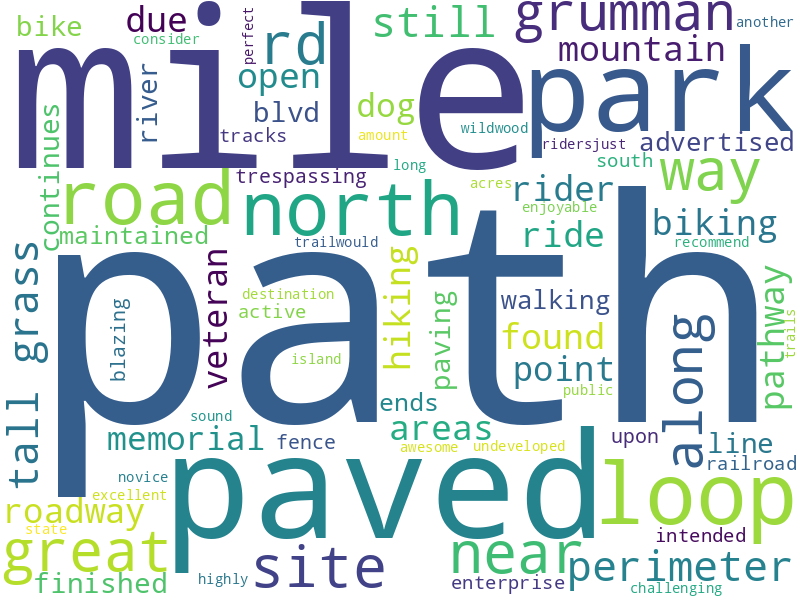 bike
due
consider
rd
perfect
still
grumman
another
mile
open
mountain
park
river
blvd
dog
tracks
amount
wildwood
ridersjust
advertised
continues
trespassing
long
acres
south
way
road
north
rider
enjoyable
biking
maintained
trailwould
ride
recommend
path
tall grass
blazing
veteran
destination
active
hiking
paving
walking
found
along
pathway
trails
island
point
public
ends
sound
areas
memorial
fence
awesome
undeveloped
upon
line
railroad
novice
paved
loop
excellent
roadway
state
near
intended
great
site
perimeter
finished
highly
enterprise
challenging